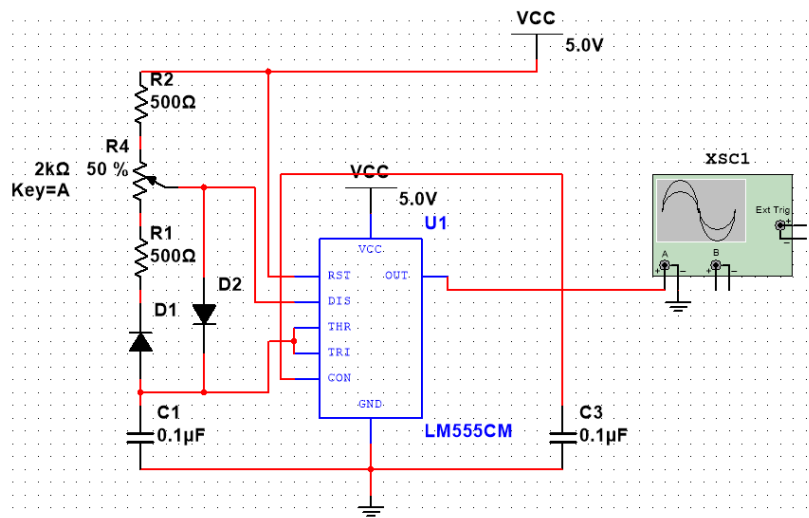 VCC
5.0V
R2
500Ω
R4
2kΩ
50 %
Key=A
R1
500Ω
D1
D2
C1
0.1µF
VCC
5.0V
U1
VCC
RST
OUT
DIS
THR
TRI
CON
GND
LM555CM
C3
0.1µF
XSC1
Ext Trig
+
−
A
B
+
−
+
−